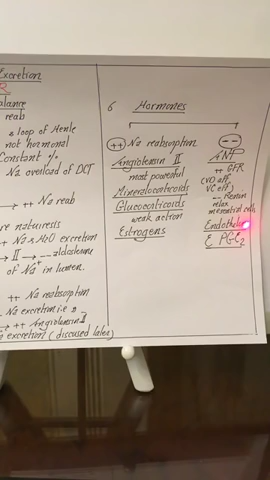 Excretion
R
balance
reab
& loop of Henle
not hormonal
Constant %
Na overload of DCT
→ ++ Na reab
re natriuresis
++ Na & H2O excretion
→ II → -- aldosterone
of Na+ in lumen.
++ Na reabsorption
Na excretion i.e.
→ ++ Angiotensin II
excretion (discussed later)
6 Hormones
++ Na reabsorption
Angiotensin II
most powerful
Mineralocorticoids
Glucocorticoids
weak action
Estrogens
--
ANP
++ GFR
(VD aff,
VC eff)
-- Renin
relax
mesential cells
Endothelin
& PGE2